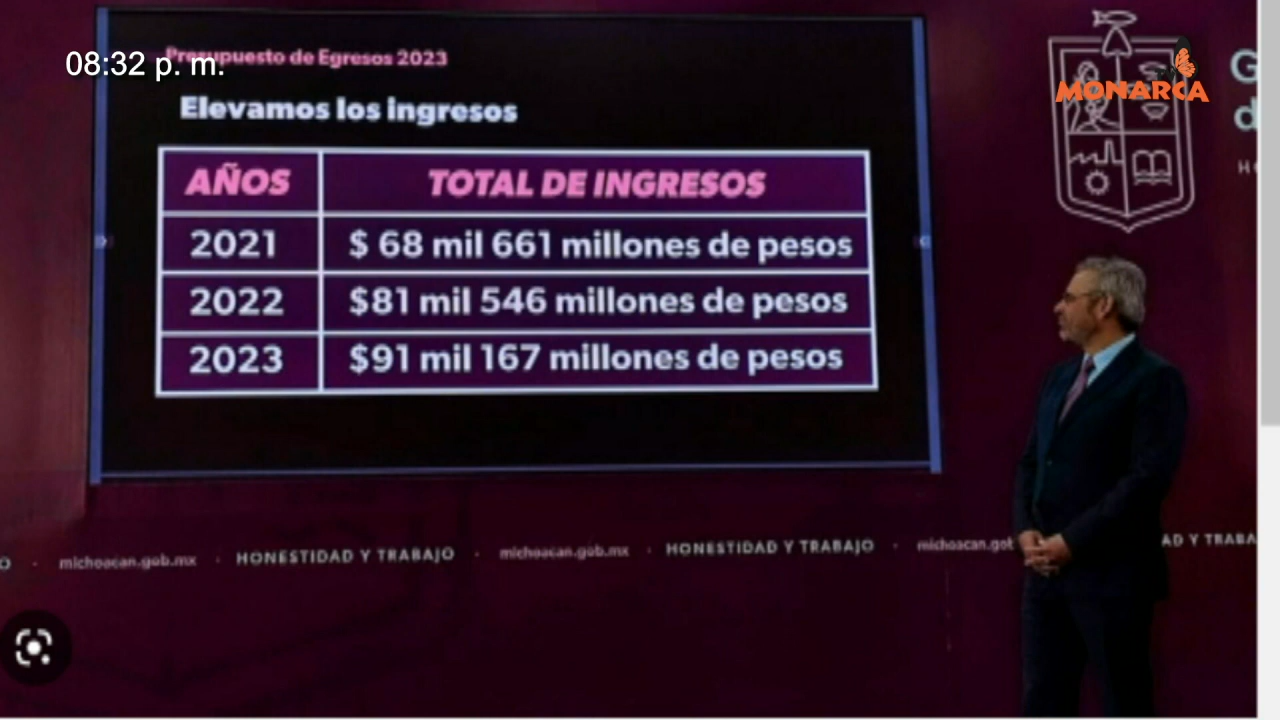 08:32 p. m.
Presupuesto de Egresos 2023
MONARCA
Elevamos los ingresos
AÑOS TOTAL DE INGRESOS
2021 $ 68 mil 661 millones de pesos
2022 $81 mil 546 millones de pesos
2023 $91 mil 167 millones de pesos
michoacan.gob.mx · HONESTIDAD Y TRABAJO · michoacan.gob.mx · HONESTIDAD Y TRABAJO · michoacan.gob